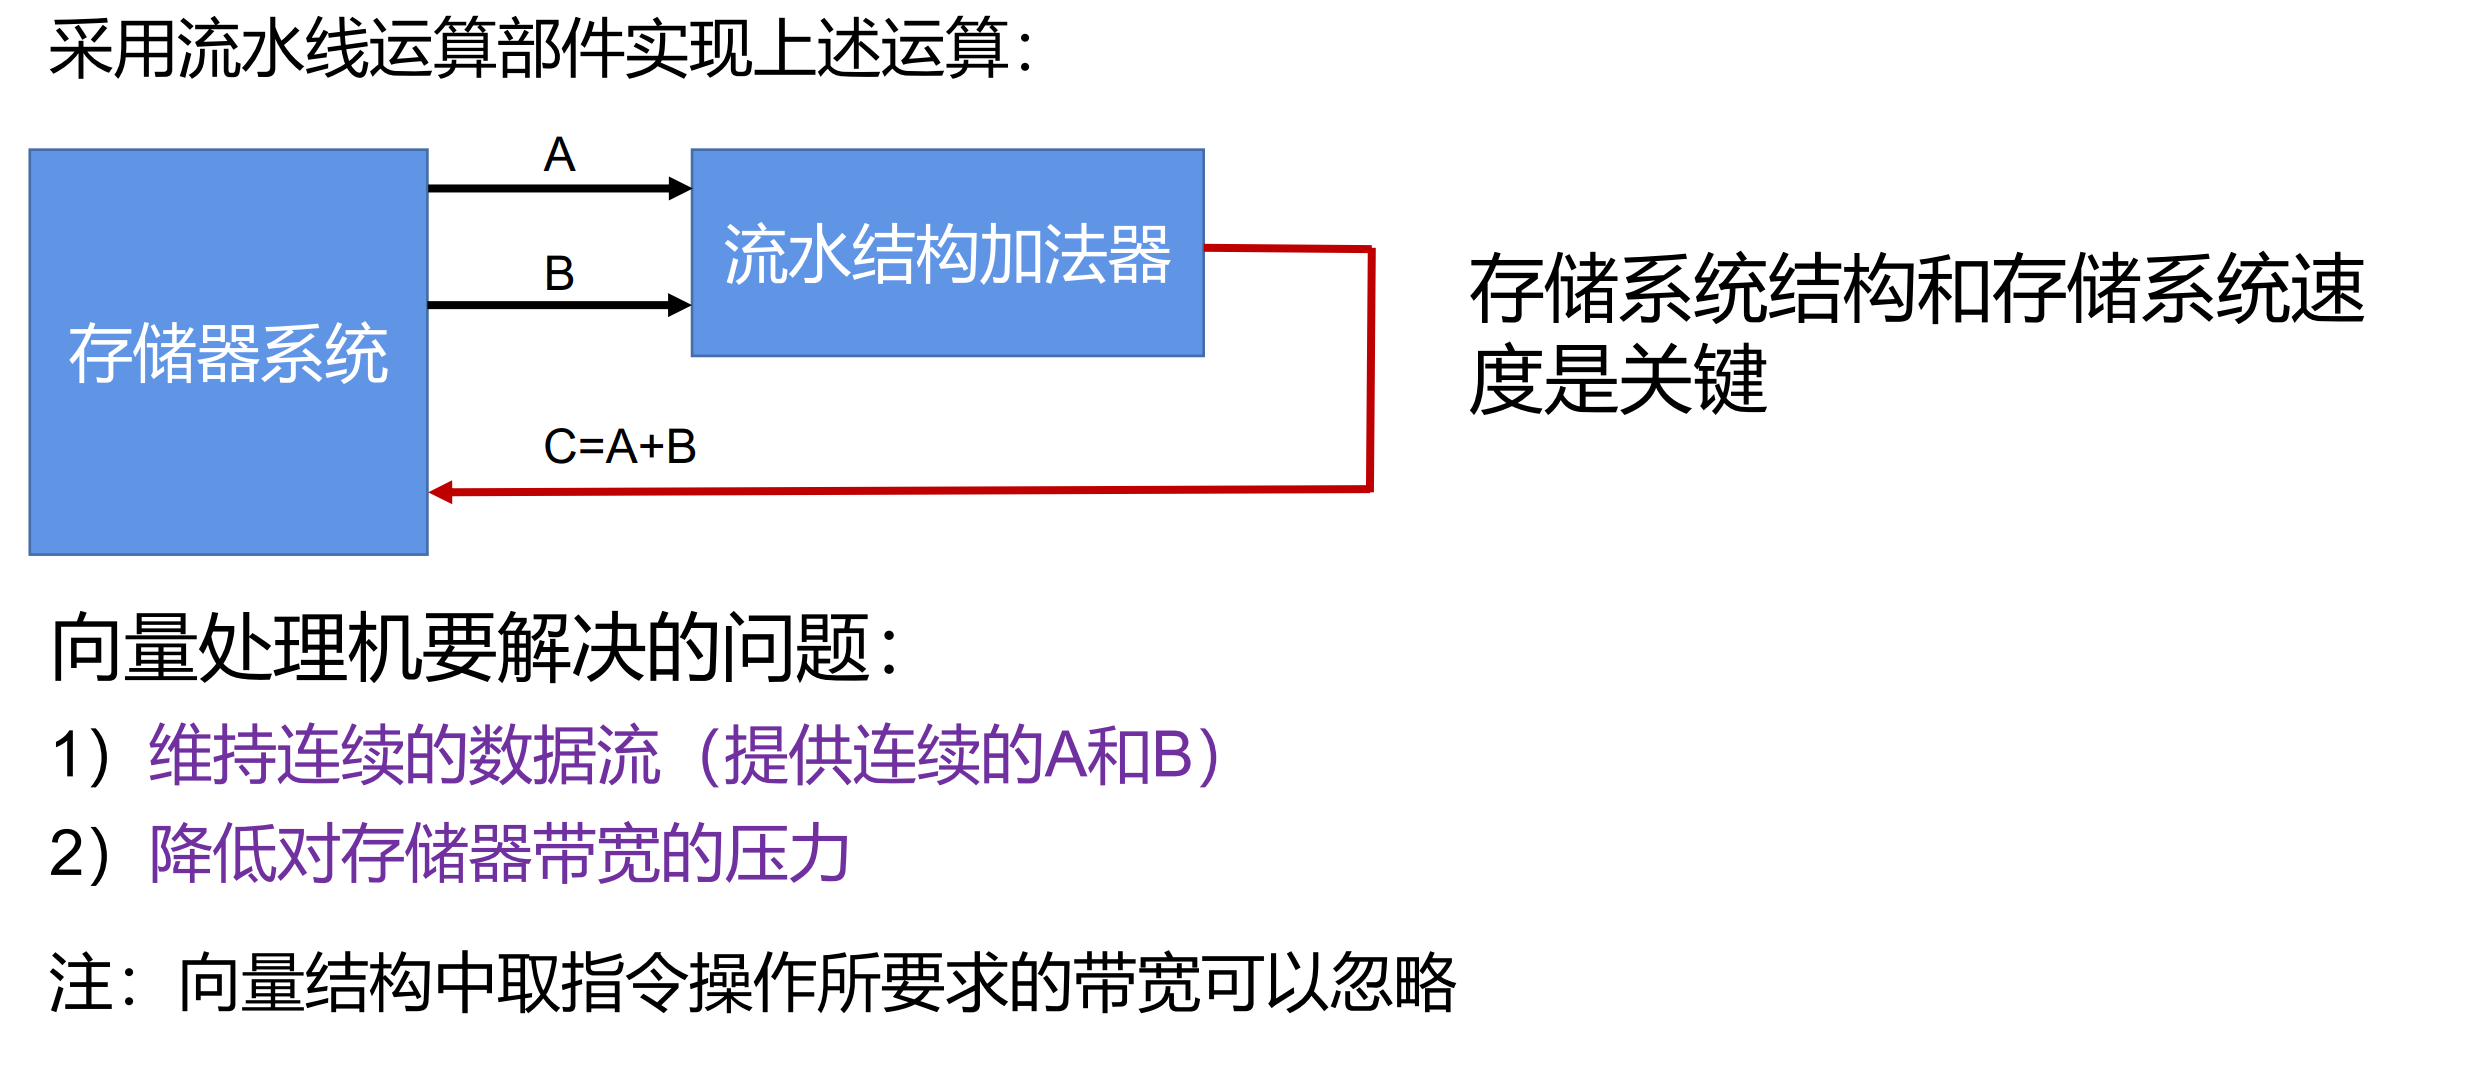 采用流水线运算部件实现上述运算：
A
流水结构加法器
B
存储器系统
存储系统结构和存储系统速
度是关键
C=A+B
向量处理机要解决的问题：
1）维持连续的数据流（提供连续的A和B）
2）降低对存储器带宽的压力
注：向量结构中取指令操作所要求的带宽可以忽略